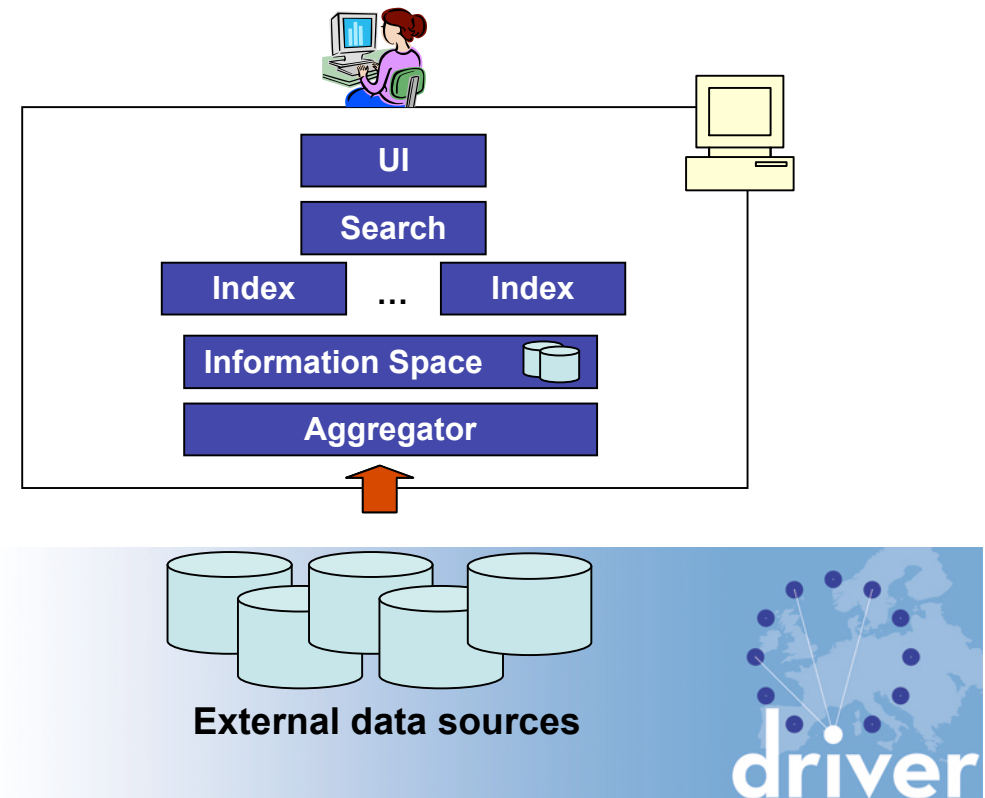 UI
Search
Index ... Index
Information Space
Aggregator
External data sources
driver